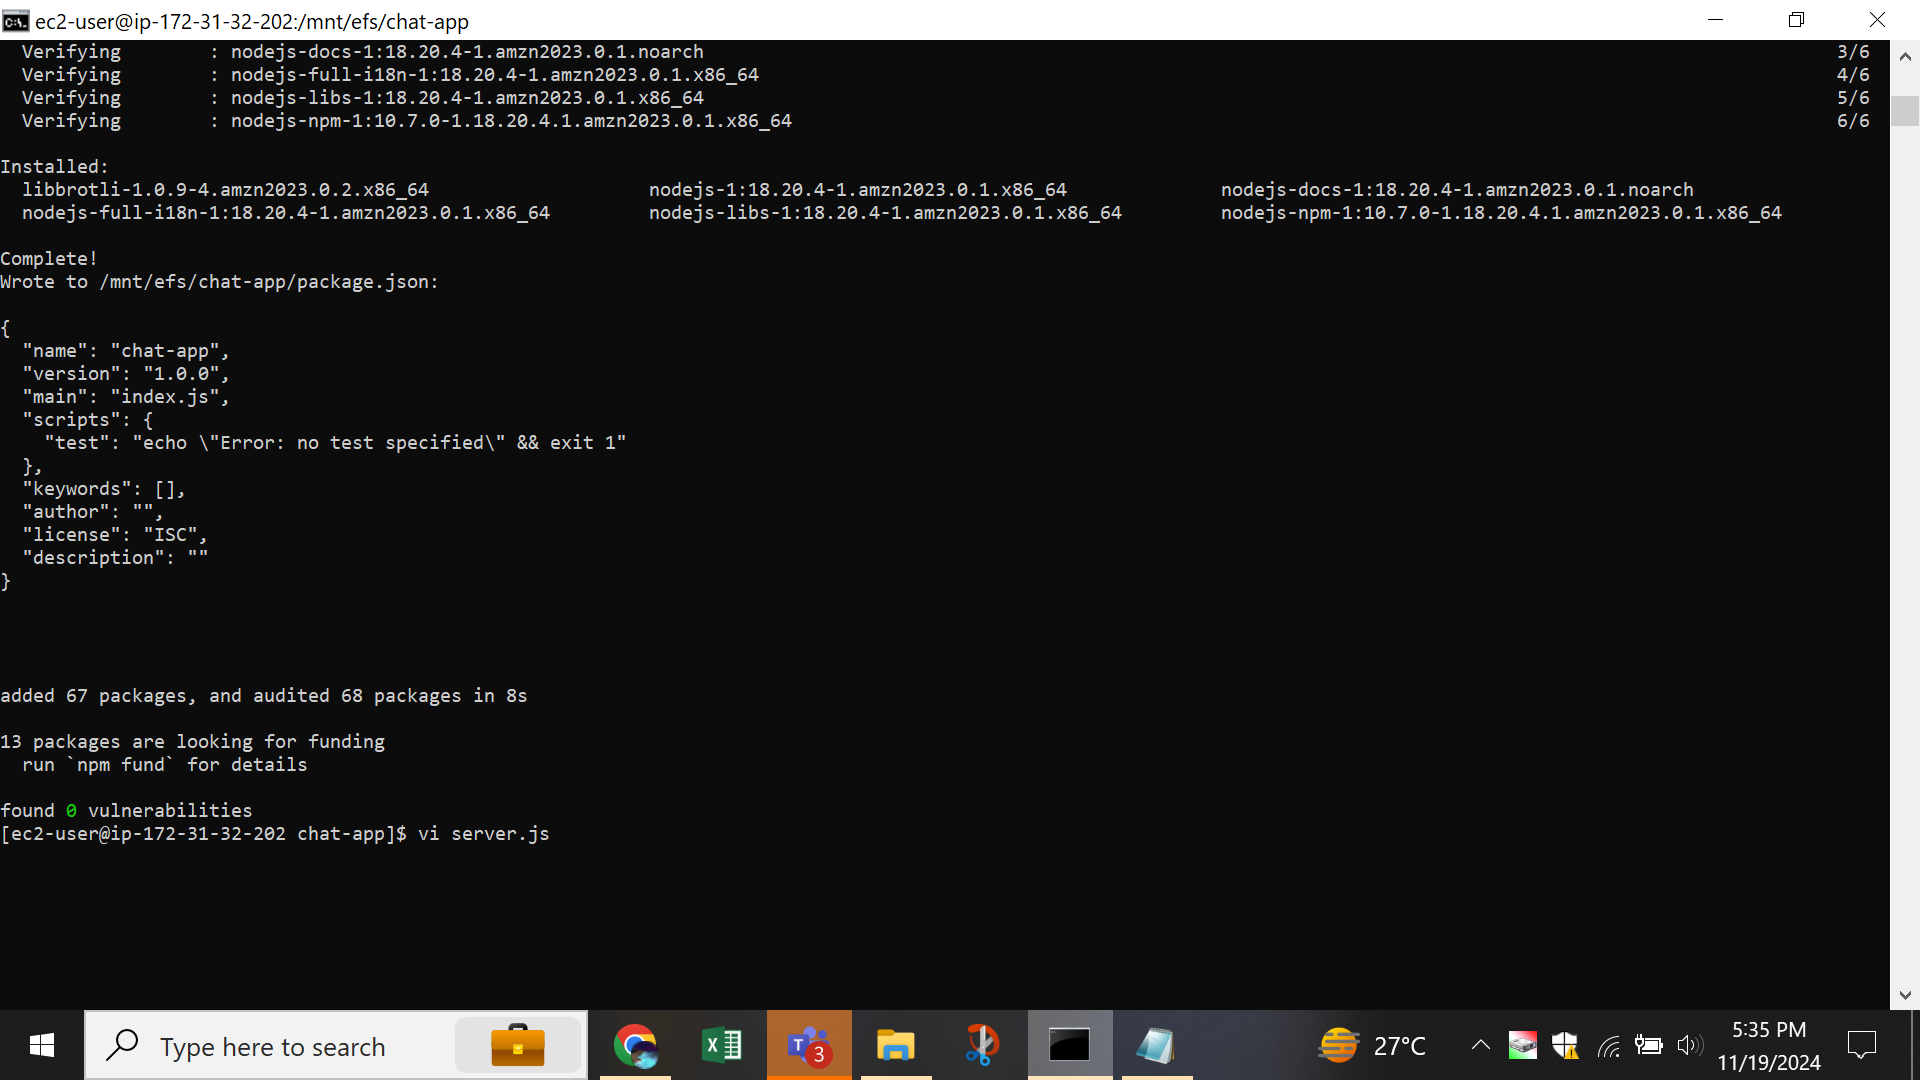 ec2-user@ip-172-31-32-202:/mnt/efs/chat-app
Verifying : nodejs-docs-1:18.20.4-1.amzn2023.0.1.noarch 3/6
Verifying : nodejs-full-i18n-1:18.20.4-1.amzn2023.0.1.x86_64 4/6
Verifying : nodejs-libs-1:18.20.4-1.amzn2023.0.1.x86_64 5/6
Verifying : nodejs-npm-1:10.7.0-1.18.20.4.1.amzn2023.0.1.x86_64 6/6
Installed:
libbrotli-1.0.9-4.amzn2023.0.2.x86_64 nodejs-1:18.20.4-1.amzn2023.0.1.x86_64 nodejs-docs-1:18.20.4-1.amzn2023.0.1.noarch
nodejs-full-i18n-1:18.20.4-1.amzn2023.0.1.x86_64 nodejs-libs-1:18.20.4-1.amzn2023.0.1.x86_64 nodejs-npm-1:10.7.0-1.18.20.4.1.amzn2023.0.1.x86_64
Complete!
Wrote to /mnt/efs/chat-app/package.json:
{
"name": "chat-app",
"version": "1.0.0",
"main": "index.js",
"scripts": {
"test": "echo \"Error: no test specified\" && exit 1"
},
"keywords": [],
"author": "",
"license": "ISC",
"description": ""
}
added 67 packages, and audited 68 packages in 8s
13 packages are looking for funding
run `npm fund` for details
found 0 vulnerabilities
[ec2-user@ip-172-31-32-202 chat-app]$ vi server.js
Type here to search
3
27°C
5:35 PM
11/19/2024